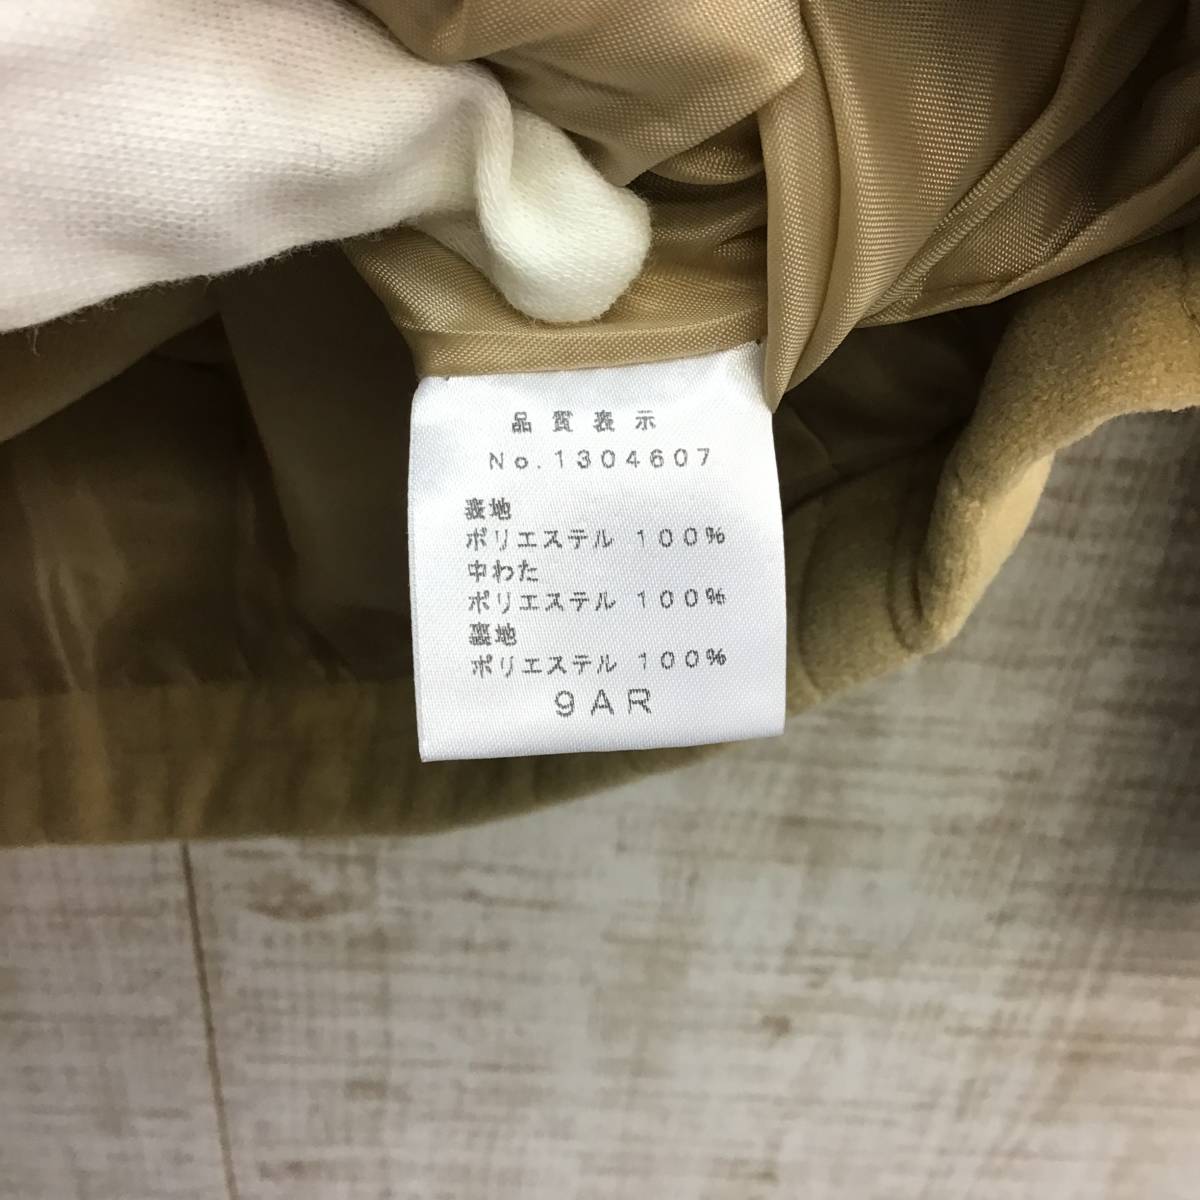 品質表示
No.1304607
表地
ポリエステル 100%
中わた
ポリエステル 100%
裏地
ポリエステル 100%
9AR